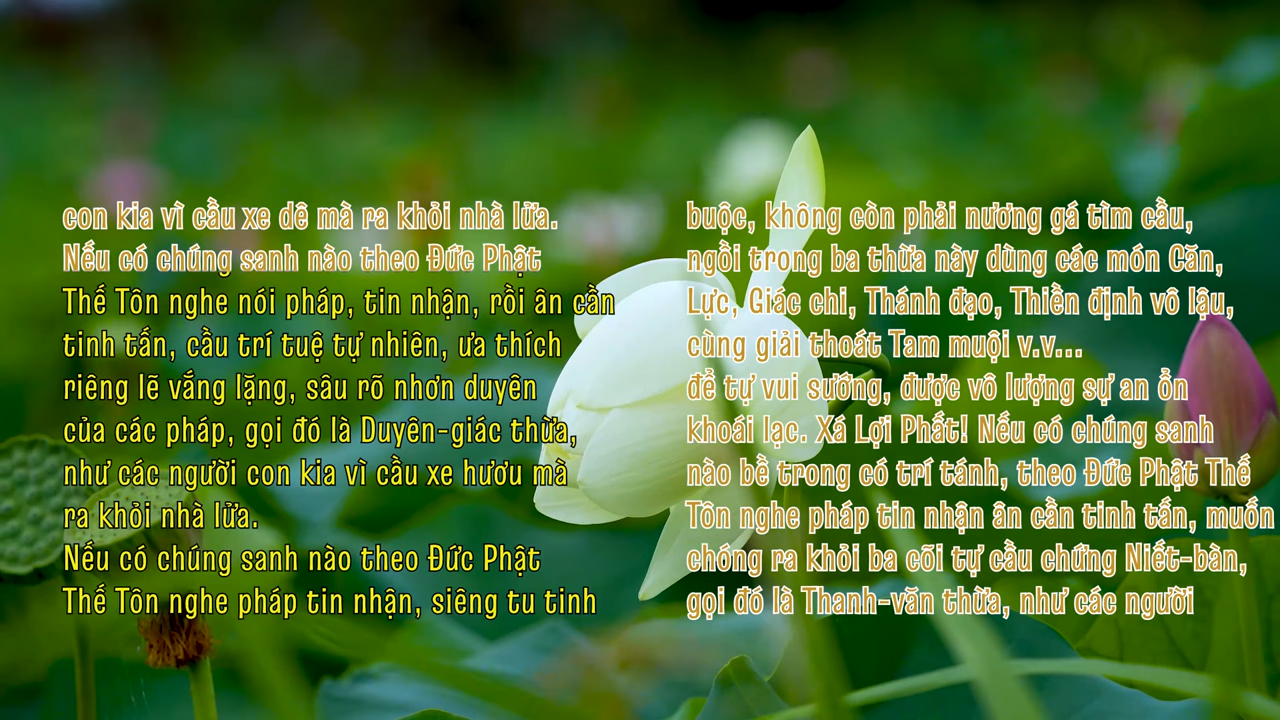 con kia vì cầu xe dê mà ra khỏi nhà lửa.
Nếu có chúng sanh nào theo Đức Phật
Thế Tôn nghe nói pháp, tin nhận, rồi ân cần
tinh tấn, cầu trí tuệ tự nhiên, ưa thích
riêng lẽ vắng lặng, sâu rõ nhơn duyên
của các pháp, gọi đó là Duyên-giác thừa,
như các người con kia vì cầu xe hươu mà
ra khỏi nhà lửa.
Nếu có chúng sanh nào theo Đức Phật
Thế Tôn nghe pháp tin nhận, siêng tu tinh
buộc, không còn phải nương gá tìm cầu,
ngồi trong ba thừa này dùng các món Căn,
Lực, Giác chi, Thánh đạo, Thiền định vô lậu,
cùng giải thoát Tam muội v.v...
để tự vui sướng, được vô lượng sự an ổn
khoái lạc. Xá Lợi Phất! Nếu có chúng sanh
nào bề trong có trí tánh, theo Đức Phật Thế
Tôn nghe pháp tin nhận ân cần tinh tấn, muốn
chóng ra khỏi ba cõi tự cầu chứng Niết-bàn,
gọi đó là Thanh-văn thừa, như các người